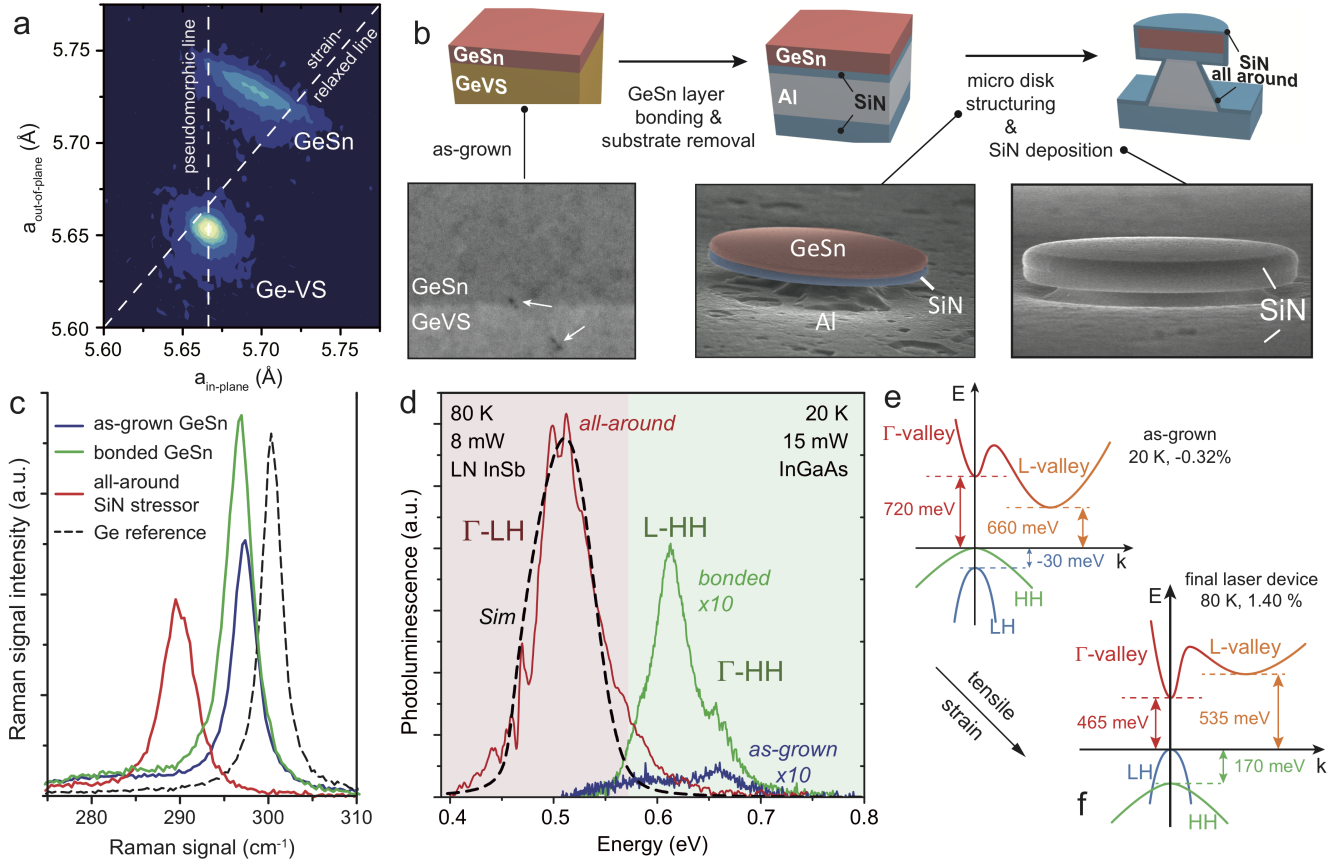 a
5.75
5.70
5.65
5.60
5.60
5.65
5.70
5.75
a out-of-plane (Å)
a in-plane (Å)
pseudomorphic line
strain-
relaxed line
GeSn
Ge-VS
b
GeSn
GeVS
as-grown
GeSn layer
bonding &
substrate removal
GeSn
Al
SiN
micro disk
structuring
&
SiN deposition
SiN
all around
GeSn
GeVS
GeSn
SiN
Al
SiN
c
as-grown GeSn
bonded GeSn
all-around
SiN stressor
Ge reference
Raman signal intensity (a.u.)
280
290
300
310
Raman signal (cm-1)
d
80 K
8 mW
LN InSb
all-around
20 K
15 mW
InGaAs
Γ-LH
L-HH
bonded
x10
Sim
Γ-HH
as-grown
x10
Photoluminescence (a.u.)
0.4
0.5
0.6
0.7
0.8
Energy (eV)
e
E
Γ-valley
L-valley
as-grown
20 K, -0.32%
720 meV
660 meV
k
-30 meV
HH
LH
tensile
strain
final laser device
80 K, 1.40 %
E
Γ-valley
L-valley
465 meV
535 meV
k
LH
170 meV
HH
f